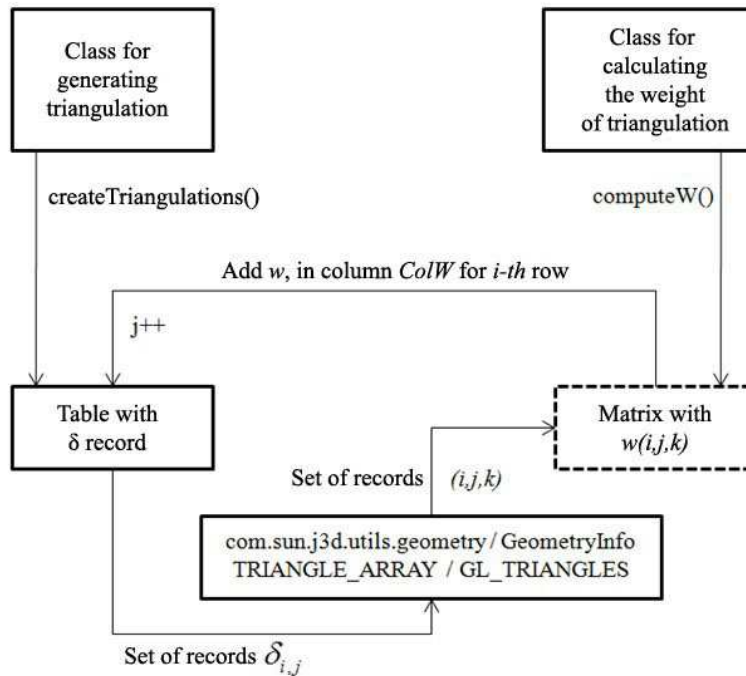 Class for
generating
triangulation
Class for
calculating
the weight
of triangulation
createTriangulations()
computeW()
Add w, in column ColW for i-th row
j++
Table with
δ record
Matrix with
w(i,j,k)
Set of records (i,j,k)
com.sun.j3d.utils.geometry / GeometryInfo
TRIANGLE_ARRAY / GL_TRIANGLES
Set of records δi,j